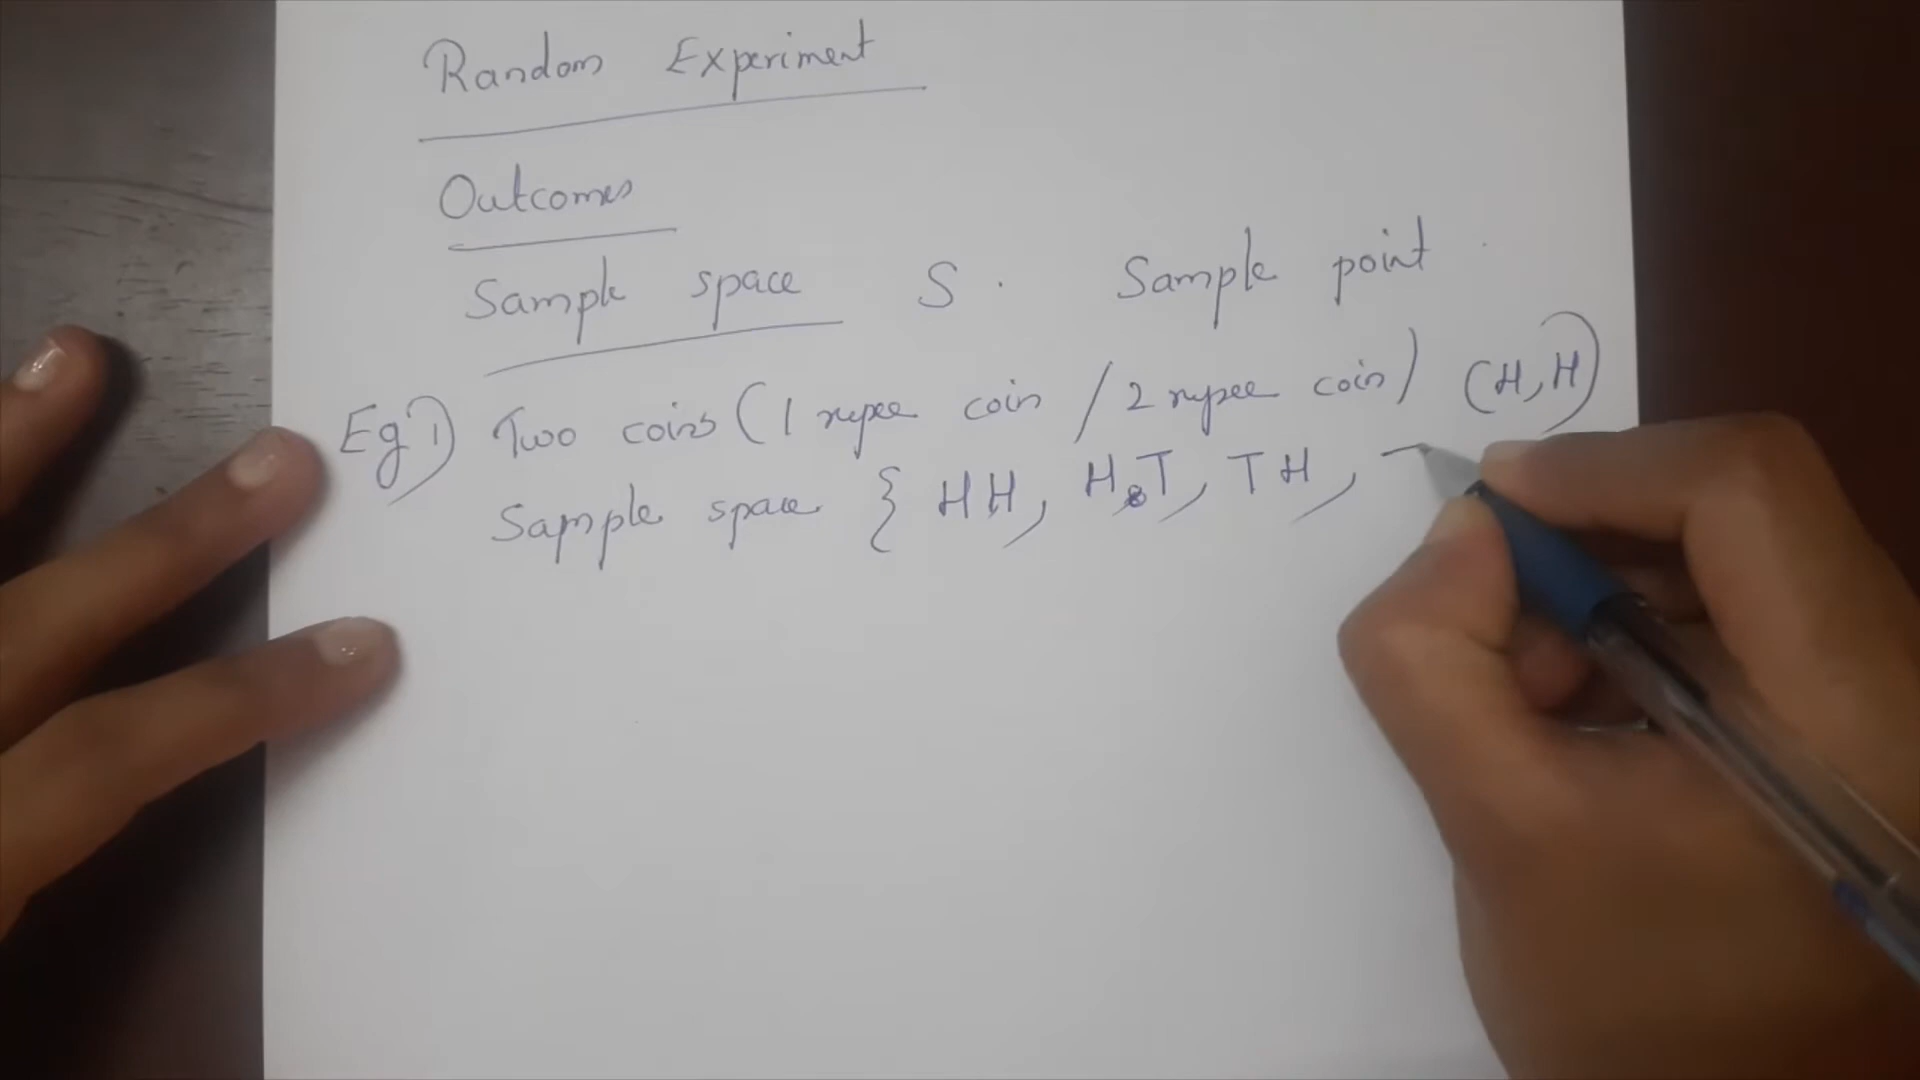 Random Experiment
Outcomes
Sample space S. Sample point.
Eg 1) Two coins (1 rupee coin / 2 rupee coin) (H,H)
Sample space { HH, HT, TH, T